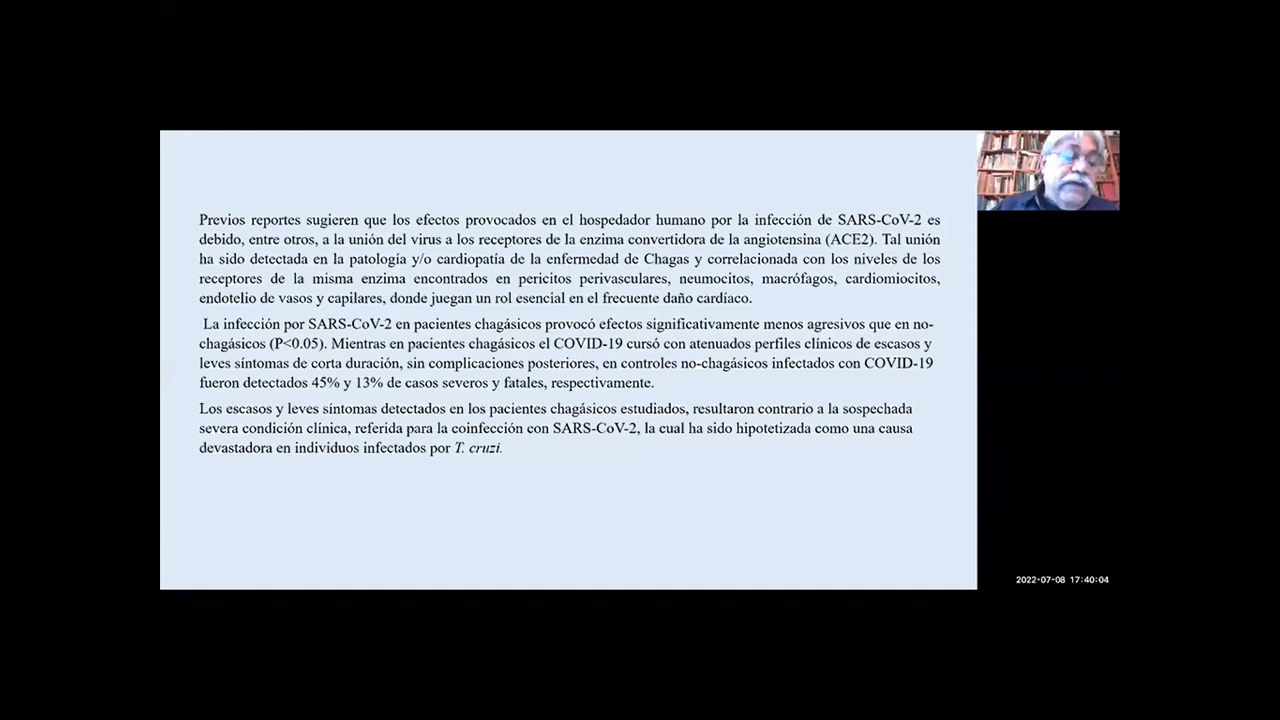 Previos reportes sugieren que los efectos provocados en el hospedador humano por la infección de SARS-CoV-2 es
debido, entre otros, a la unión del virus a los receptores de la enzima convertidora de la angiotensina (ACE2). Tal unión
ha sido detectada en la patología y/o cardiopatía de la enfermedad de Chagas y correlacionada con los niveles de los
receptores de la misma enzima encontrados en pericitos perivasculares, neumocitos, macrófagos, cardiomiocitos,
endotelio de vasos y capilares, donde juegan un rol esencial en el frecuente daño cardíaco.
La infección por SARS-CoV-2 en pacientes chagásicos provocó efectos significativamente menos agresivos que en no-
chagásicos (P<0.05). Mientras en pacientes chagásicos el COVID-19 cursó con atenuados perfiles clínicos de escasos y
leves síntomas de corta duración, sin complicaciones posteriores, en controles no-chagásicos infectados con COVID-19
fueron detectados 45% y 13% de casos severos y fatales, respectivamente.
Los escasos y leves síntomas detectados en los pacientes chagásicos estudiados, resultaron contrario a la sospechada
severa condición clínica, referida para la coinfección con SARS-CoV-2, la cual ha sido hipotetizada como una causa
devastadora en individuos infectados por T. cruzi.
2022-07-08 17:40:04